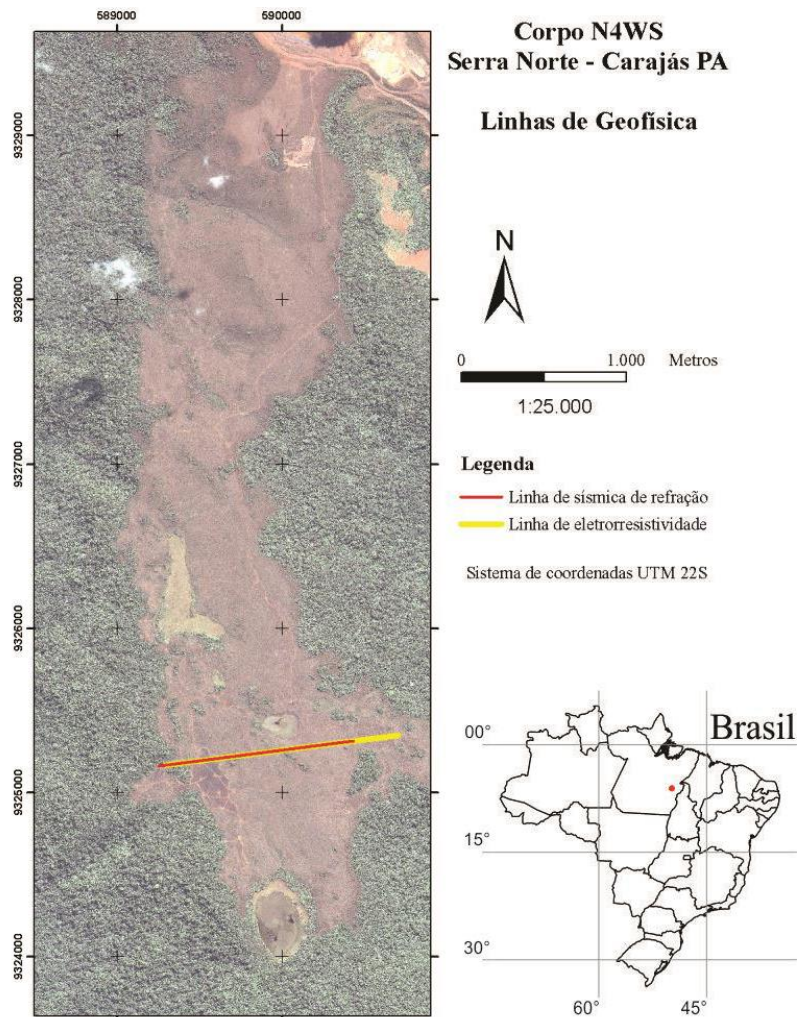 589000
590000
9329000
9328000
9327000
9326000
9325000
9324000
Corpo N4WS
Serra Norte - Carajás PA
Linhas de Geofísica
N
0 1.000 Metros
1:25.000
Legenda
Linha de sísmica de refração
Linha de eletrorresistividade
Sistema de coordenadas UTM 22S
Brasil
00°
15°
30°
60° 45°